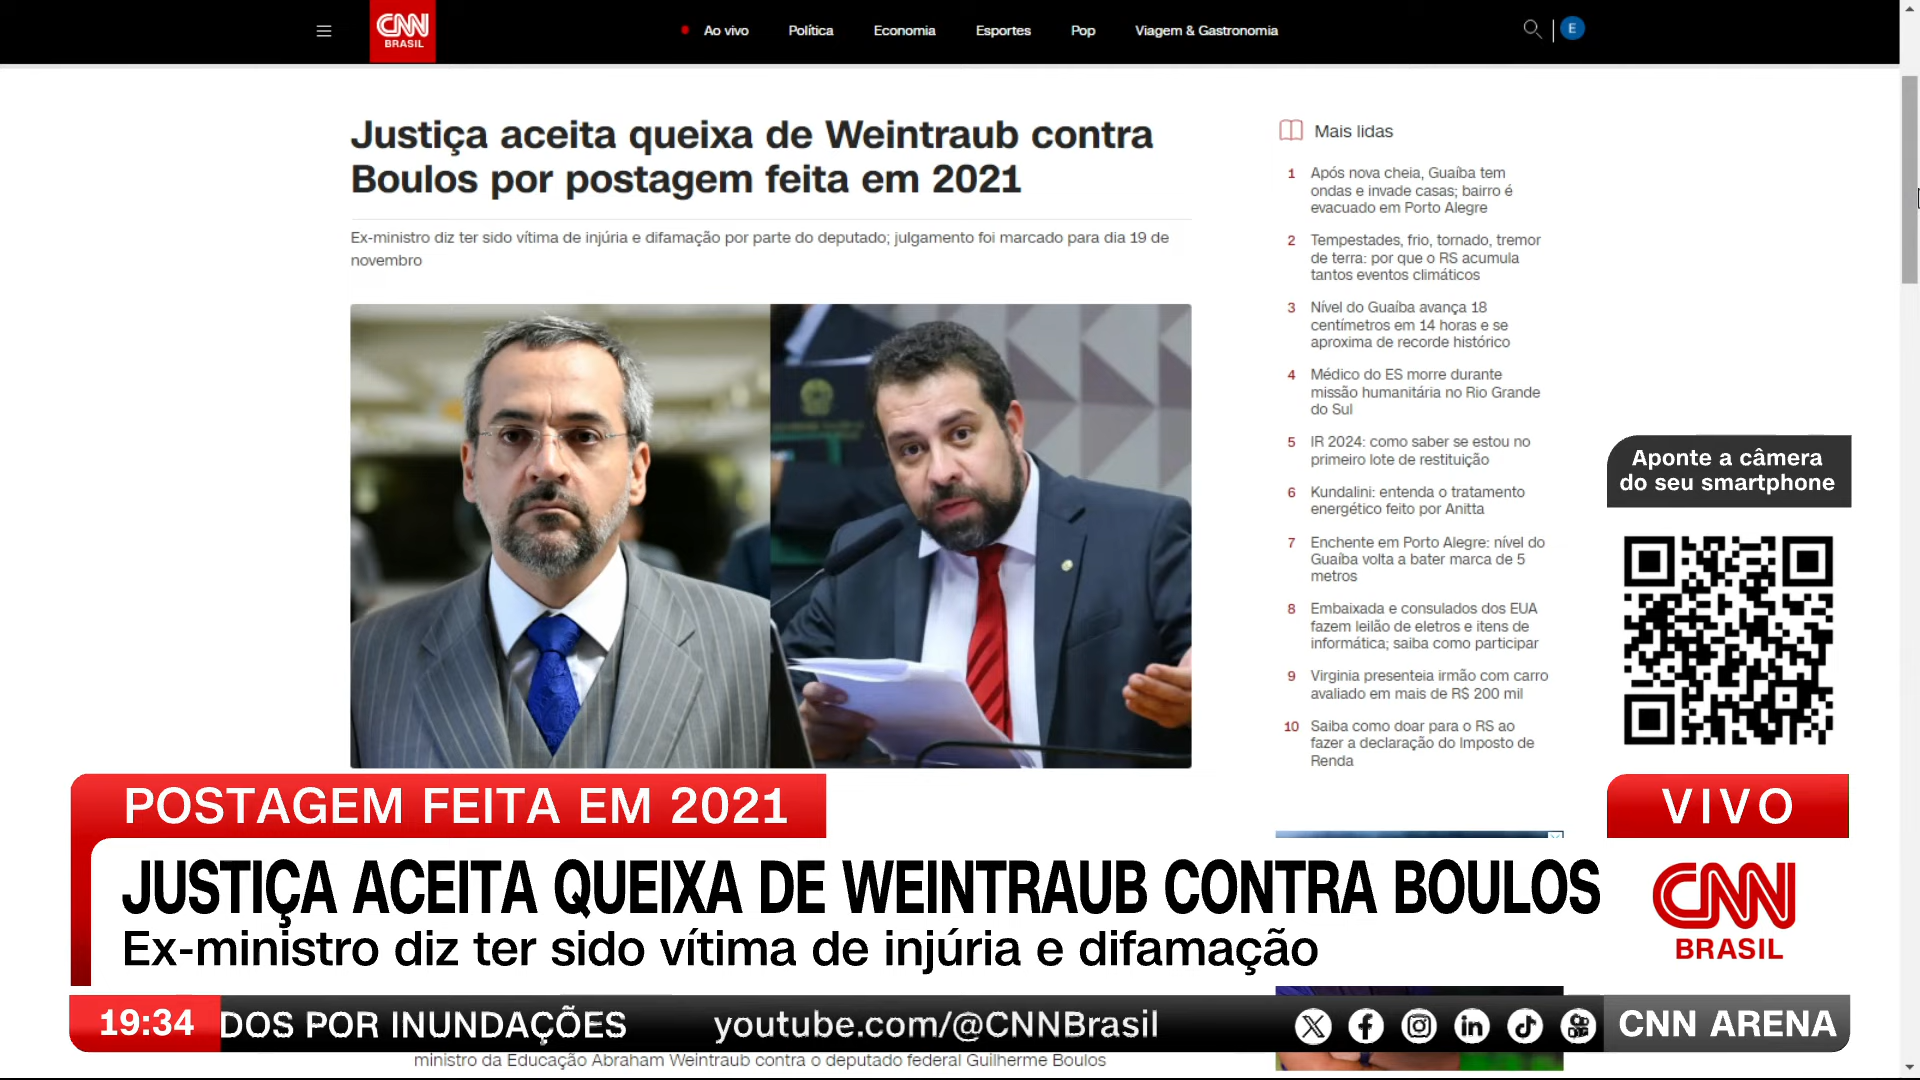 CNN
BRASIL
Ao vivo
Política
Economia
Esportes
Pop
Viagem & Gastronomia
E
Justiça aceita queixa de Weintraub contra
Boulos por postagem feita em 2021
Ex-ministro diz ter sido vítima de injúria e difamação por parte do deputado; julgamento foi marcado para dia 19 de
novembro
Mais lidas
1 Após nova cheia, Guaíba tem
ondas e invade casas; bairro é
evacuado em Porto Alegre
2 Tempestades, frio, tornado, tremor
de terra: por que o RS acumula
tantos eventos climáticos
3 Nível do Guaíba avança 18
centímetros em 14 horas e se
aproxima de recorde histórico
4 Médico do ES morre durante
missão humanitária no Rio Grande
do Sul
5 IR 2024: como saber se estou no
primeiro lote de restituição
6 Kundalini: entenda o tratamento
energético feito por Anitta
7 Enchente em Porto Alegre: nível do
Guaíba volta a bater marca de 5
metros
8 Embaixada e consulados dos EUA
fazem leilão de eletros e itens de
informática; saiba como participar
9 Virginia presenteia irmão com carro
avaliado em mais de R$ 200 mil
10 Saiba como doar para o RS ao
fazer a declaração do Imposto de
Renda
Aponte a câmera
do seu smartphone
POSTAGEM FEITA EM 2021
VIVO
JUSTIÇA ACEITA QUEIXA DE WEINTRAUB CONTRA BOULOS
Ex-ministro diz ter sido vítima de injúria e difamação
CNN
BRASIL
19:34
DOS POR INUNDAÇÕES
youtube.com/@CNNBrasil
CNN ARENA
ministro da Educação Abraham Weintraub contra o deputado federal Guilherme Boulos